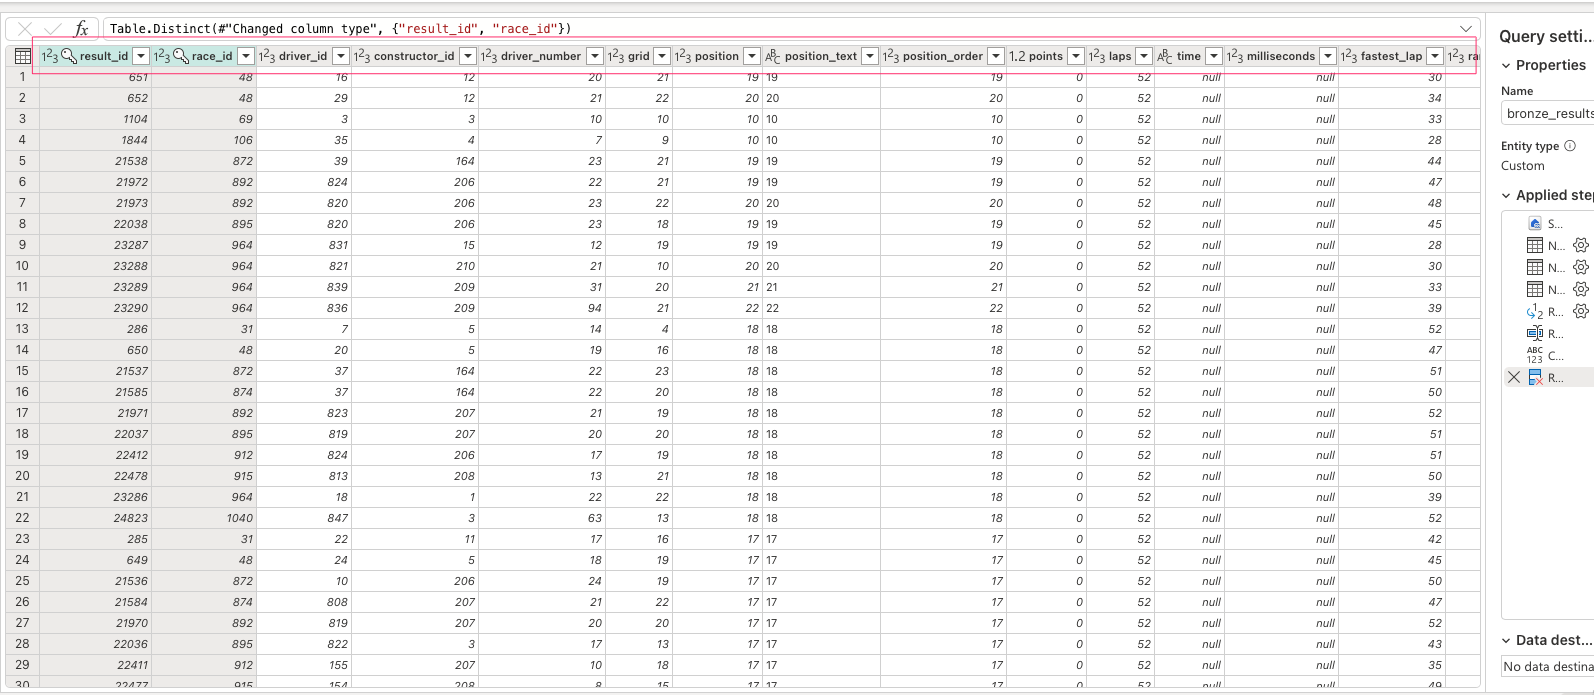 fx Table.Distinct(#"Changed column type", {"result_id", "race_id"})
1²3 result_id 1²3 race_id 1²3 driver_id 1²3 constructor_id 1²3 driver_number 1²3 grid 1²3 position ABC position_text 1²3 position_order 1.2 points 1²3 laps ABC time 1²3 milliseconds 1²3 fastest_lap 1²3 ra
1 651 48 16 12 20 21 19 19 19 0 52 null null 30
2 652 48 29 12 21 22 20 20 20 0 52 null null 34
3 1104 69 3 3 10 10 10 10 10 0 52 null null 33
4 1844 106 35 4 7 9 10 10 10 0 52 null null 28
5 21538 872 39 164 23 21 19 19 19 0 52 null null 44
6 21972 892 824 206 22 21 19 19 19 0 52 null null 47
7 21973 892 820 206 23 22 20 20 20 0 52 null null 48
8 22038 895 820 206 23 18 19 19 19 0 52 null null 45
9 23287 964 831 15 12 19 19 19 19 0 52 null null 28
10 23288 964 821 210 21 10 20 20 20 0 52 null null 30
11 23289 964 839 209 31 20 21 21 21 0 52 null null 33
12 23290 964 836 209 94 21 22 22 22 0 52 null null 39
13 286 31 7 5 14 4 18 18 18 0 52 null null 52
14 650 48 20 5 19 16 18 18 18 0 52 null null 47
15 21537 872 37 164 22 23 18 18 18 0 52 null null 51
16 21585 874 37 164 22 20 18 18 18 0 52 null null 50
17 21971 892 823 207 21 19 18 18 18 0 52 null null 52
18 22037 895 819 207 20 20 18 18 18 0 52 null null 51
19 22412 912 824 206 17 19 18 18 18 0 52 null null 51
20 22478 915 813 208 13 21 18 18 18 0 52 null null 50
21 23286 964 18 1 22 22 18 18 18 0 52 null null 39
22 24823 1040 847 3 63 13 18 18 18 0 52 null null 52
23 285 31 22 11 17 16 17 17 17 0 52 null null 42
24 649 48 24 5 18 19 17 17 17 0 52 null null 45
25 21536 872 10 206 24 19 17 17 17 0 52 null null 50
26 21584 874 808 207 21 22 17 17 17 0 52 null null 47
27 21970 892 819 207 20 20 17 17 17 0 52 null null 52
28 22036 895 822 3 17 13 17 17 17 0 52 null null 43
29 22411 912 155 207 10 18 17 17 17 0 52 null null 35
30 22477 915 154 208 8 15 17 17 17 0 52 null null 49
Query setti...
Properties
Name
bronze_results
Entity type
Custom
Applied ste
S...
N...
N...
N...
R...
R...
ABC 123 C...
R...
Data dest...
No data destina